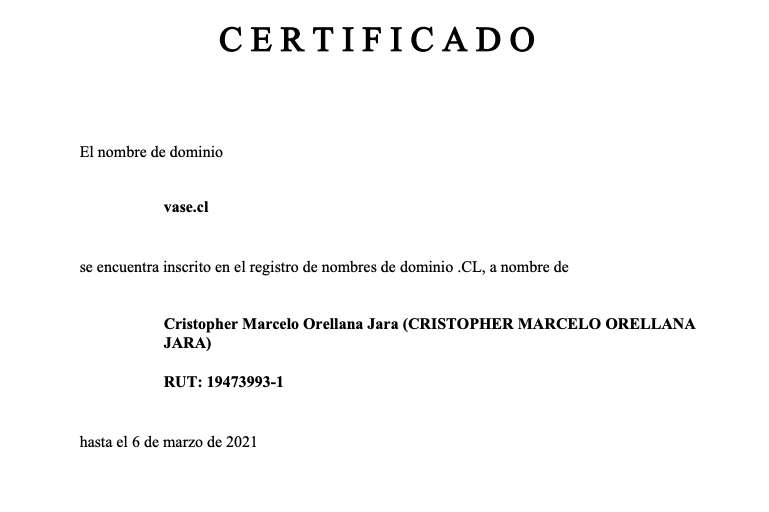 CERTIFICADO
El nombre de dominio
vase.cl
se encuentra inscrito en el registro de nombres de dominio .CL, a nombre de
Cristopher Marcelo Orellana Jara (CRISTOPHER MARCELO ORELLANA
JARA)
RUT: 19473993-1
hasta el 6 de marzo de 2021